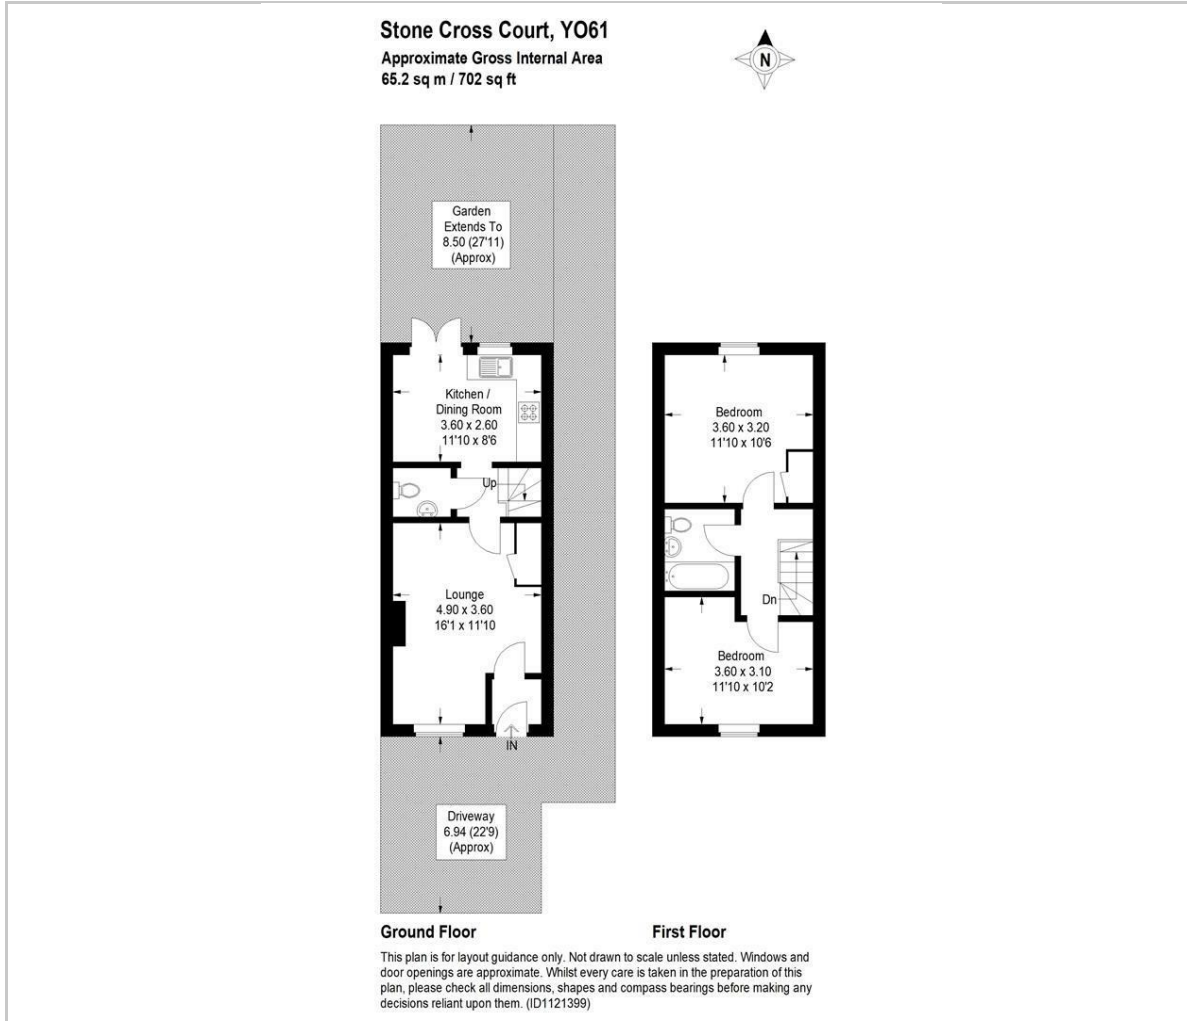 Stone Cross Court, YO61
Approximate Gross Internal Area
65.2 sq m / 702 sq ft
N
Garden
Extends To
8.50 (27'11)
(Approx)
Kitchen /
Dining Room
3.60 x 2.60
11'10 x 8'6
Up
Lounge
4.90 x 3.60
16'1 x 11'10
IN
Driveway
6.94 (22'9)
(Approx)
Bedroom
3.60 x 3.20
11'10 x 10'6
Dn
Bedroom
3.60 x 3.10
11'10 x 10'2
Ground Floor
First Floor
This plan is for layout guidance only. Not drawn to scale unless stated. Windows and
door openings are approximate. Whilst every care is taken in the preparation of this
plan, please check all dimensions, shapes and compass bearings before making any
decisions reliant upon them. (ID1121399)